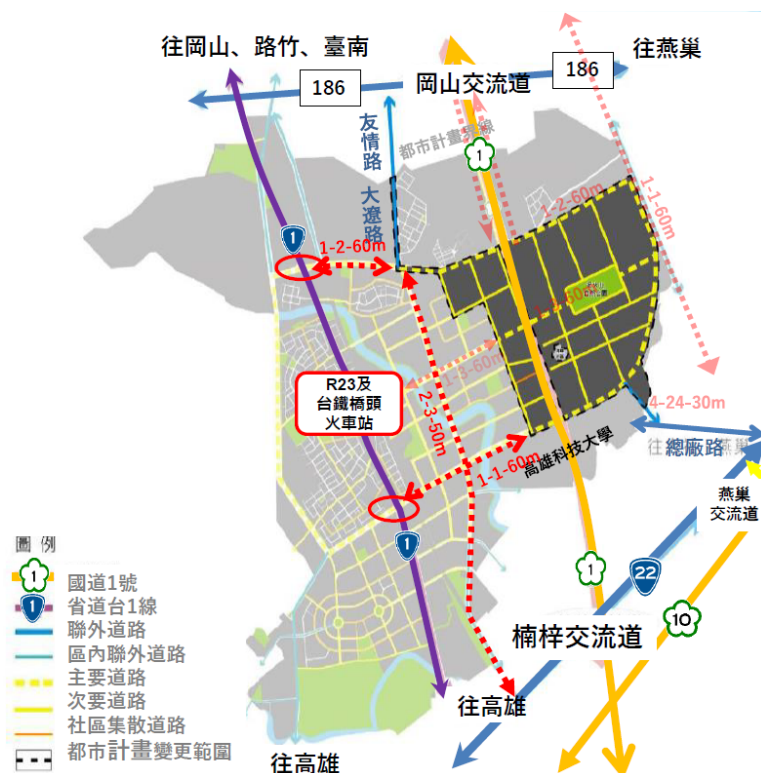 往岡山、路竹、臺南
往燕巢
186
岡山交流道
186
友情路
大遼路
都市計畫界線
1
1-2-60m
1-1-60m
1
1-2-60m
1-3-60m
R23及
台鐵橋頭
火車站
2-3-50m
1-1-60m
高雄科技大學
4-24-30m
總廠路
燕巢
交流道
1
1
22
10
楠梓交流道
往高雄
往高雄
圖例
1
國道1號
1
省道台1線
聯外道路
區內聯外道路
主要道路
次要道路
社區集散道路
都市計畫變更範圍